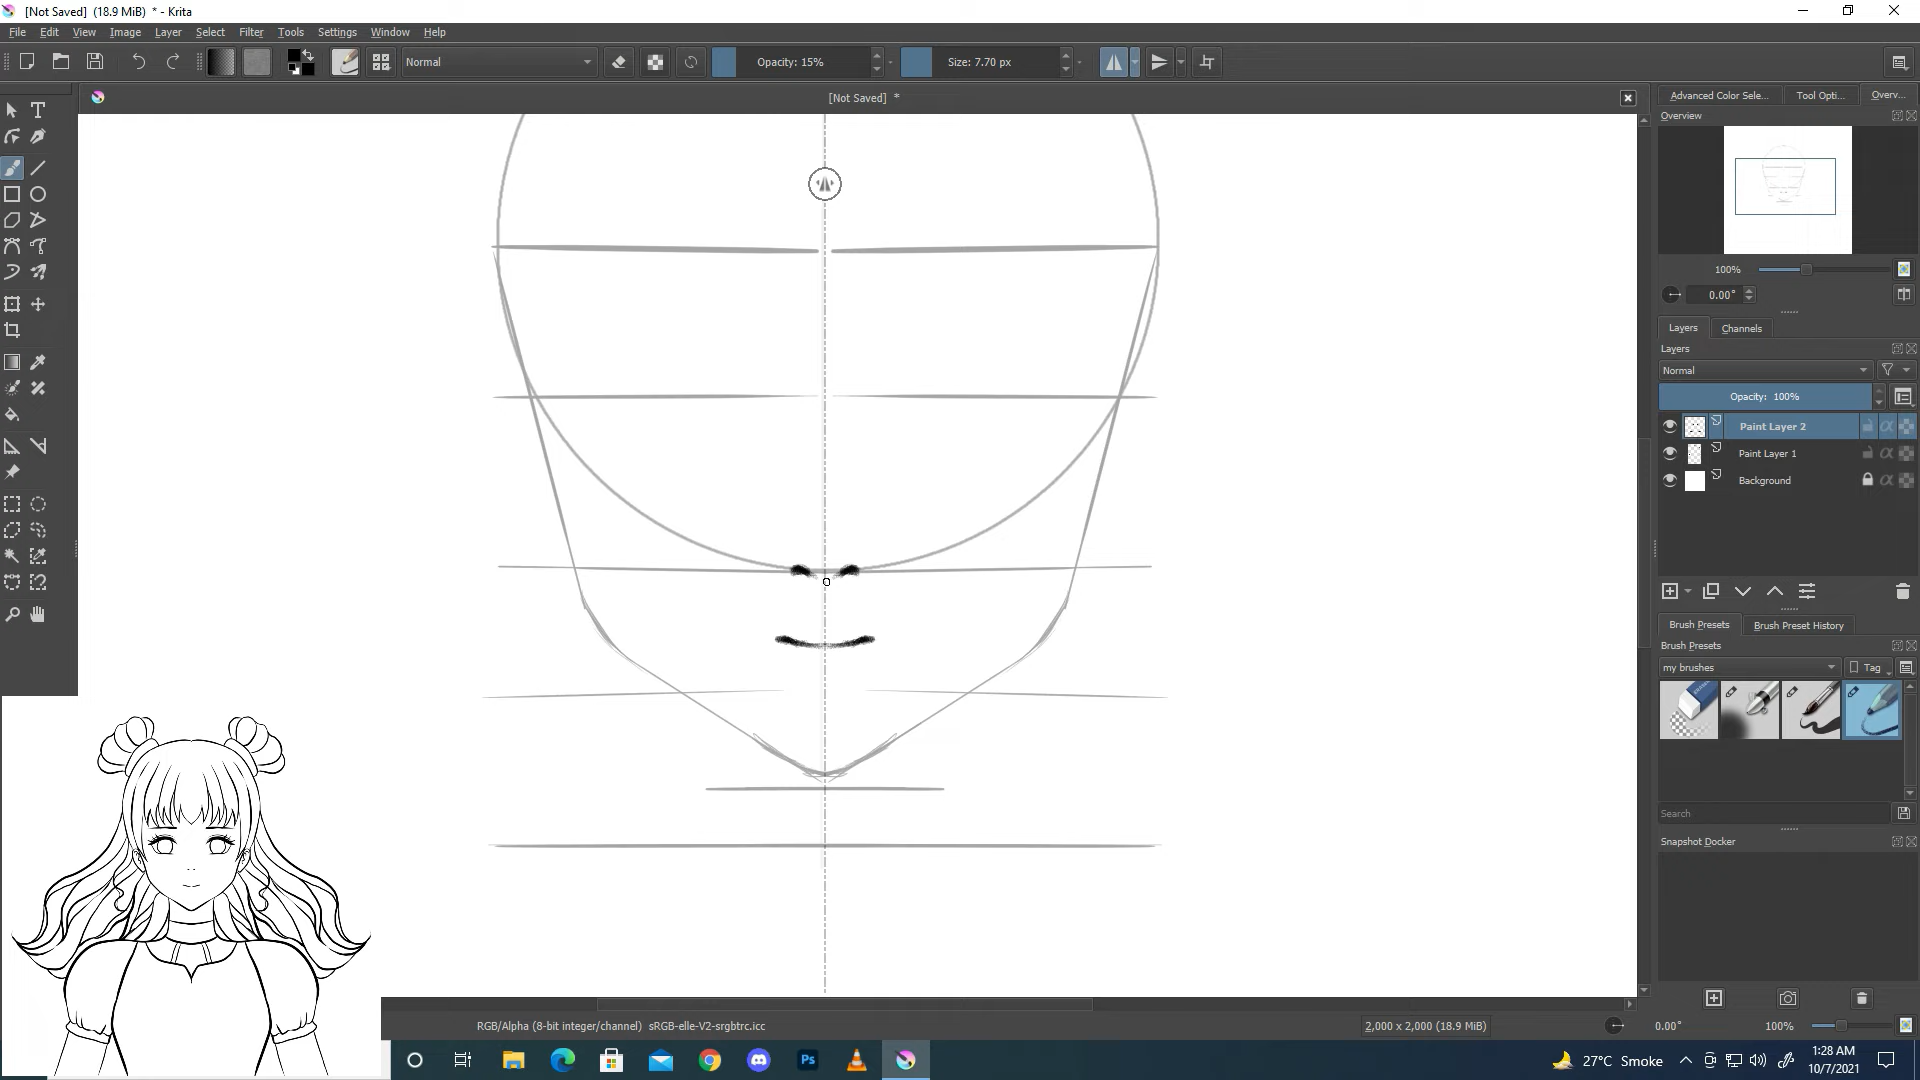 [Not Saved]  (18.9 MiB)  * - Krita
File Edit View Image Layer Select Filter Tools Settings Window Help
Normal Opacity: 15% Size: 7.70 px
[Not Saved]  *
Advanced Color Sele... Tool Opti... Overv...
Overview
100%
0.00°
Layers Channels
Layers
Normal
Opacity:  100%
Paint Layer 2
Paint Layer 1
Background
Brush Presets Brush Preset History
Brush Presets
my brushes Tag
Search
Snapshot Docker
RGB/Alpha (8-bit integer/channel)  sRGB-elle-V2-srgbtrc.icc 2,000 x 2,000 (18.9 MiB) 0.00° 100%
Ps 27°C  Smoke 1:28 AM
10/7/2021